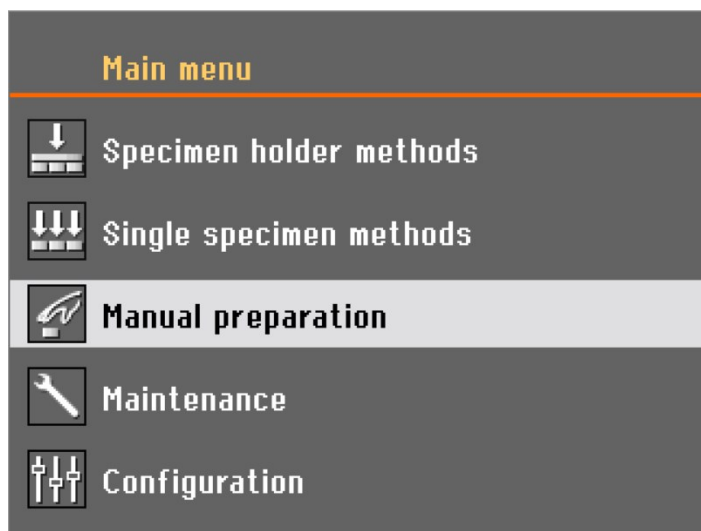 Main menu
Specimen holder methods
Single specimen methods
Manual preparation
Maintenance
Configuration